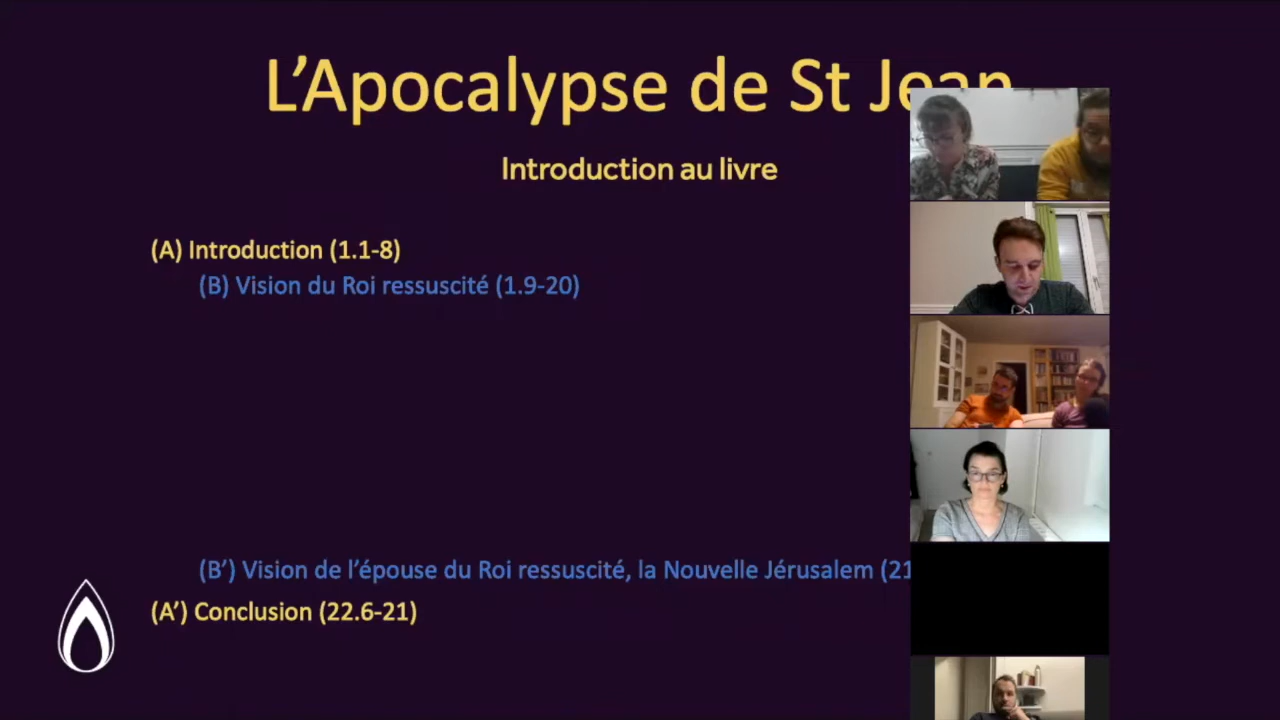 L’Apocalypse de St Jean
Introduction au livre
(A) Introduction (1.1-8)
(B) Vision du Roi ressuscité (1.9-20)
(B’) Vision de l’épouse du Roi ressuscité, la Nouvelle Jérusalem (21
(A’) Conclusion (22.6-21)